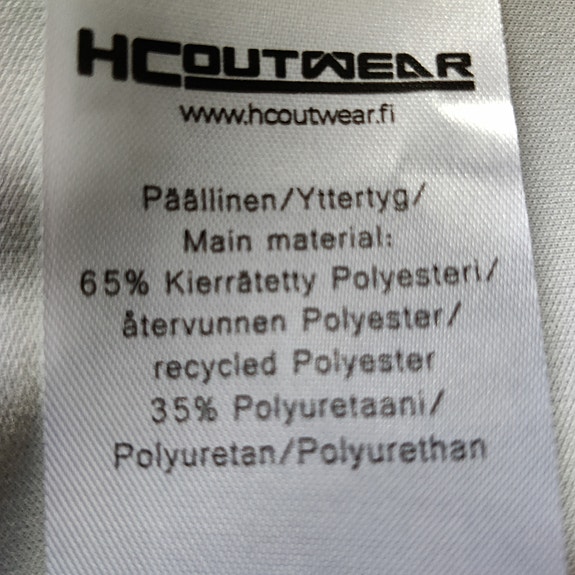 HCOUTWEAR
www.hcoutwear.fi
Päällinen/Yttertyg/
Main material:
65% Kierrätetty Polyesteri/
återvunnen Polyester/
recycled Polyester
35% Polyuretaani/
Polyuretan/Polyurethan